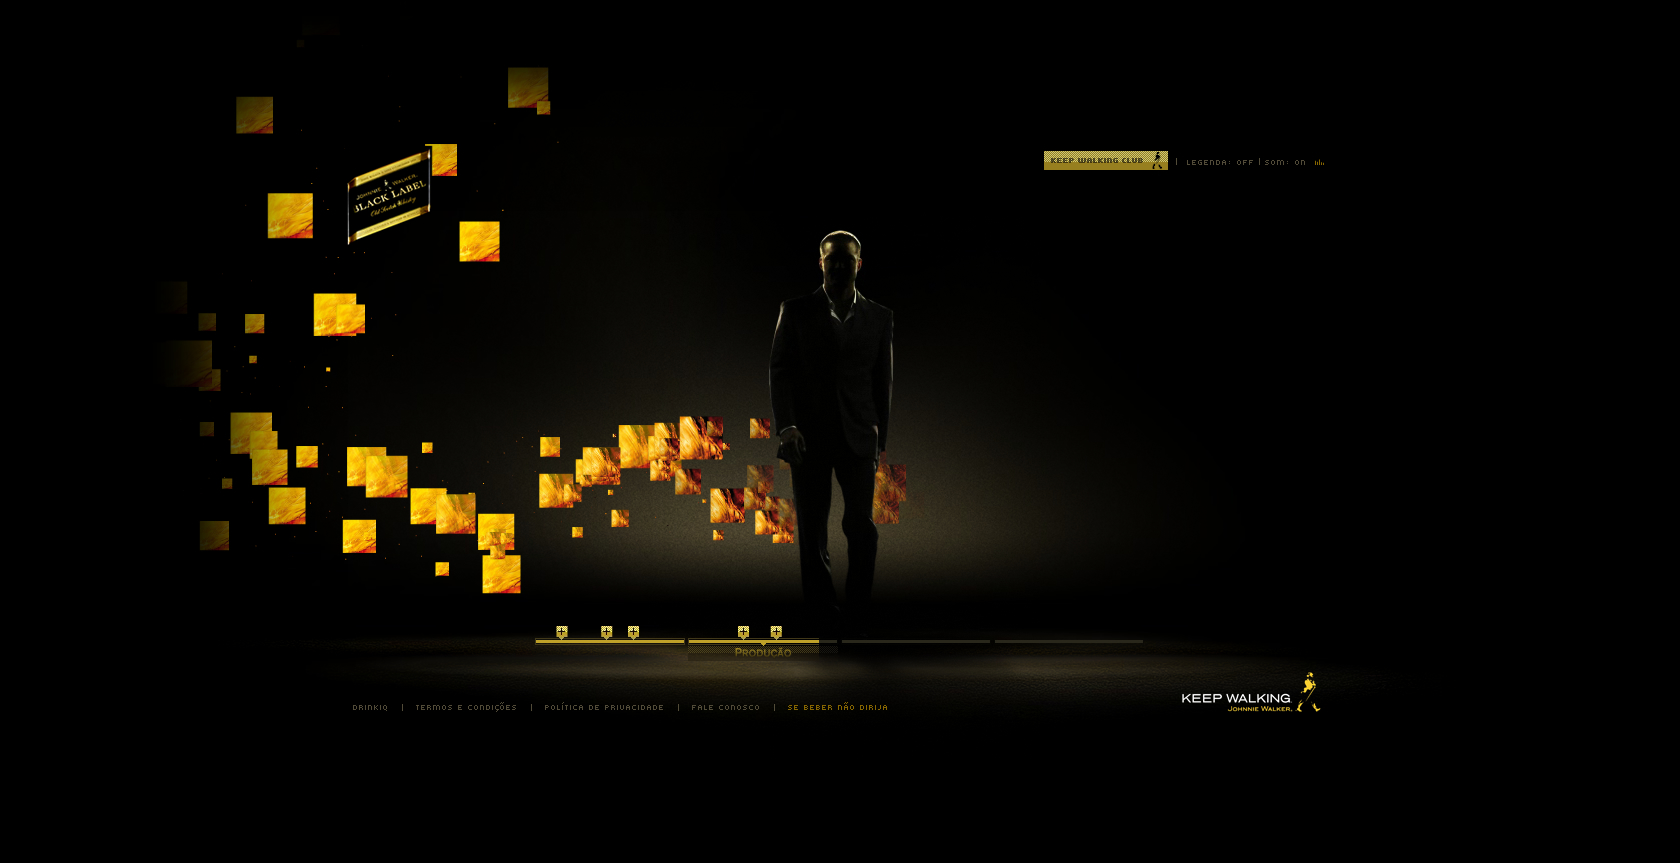 KEEP WALKING CLUB | LEGENDA: OFF | SOM: ON
JOHNNIE WALKER.
BLACK LABEL
Old Scotch Whisky
PRODUÇÃO
DRINKIQ | TERMOS E CONDIÇÕES | POLÍTICA DE PRIVACIDADE | FALE CONOSCO | SE BEBER NÃO DIRIJA
KEEP WALKING
JOHNNIE WALKER.